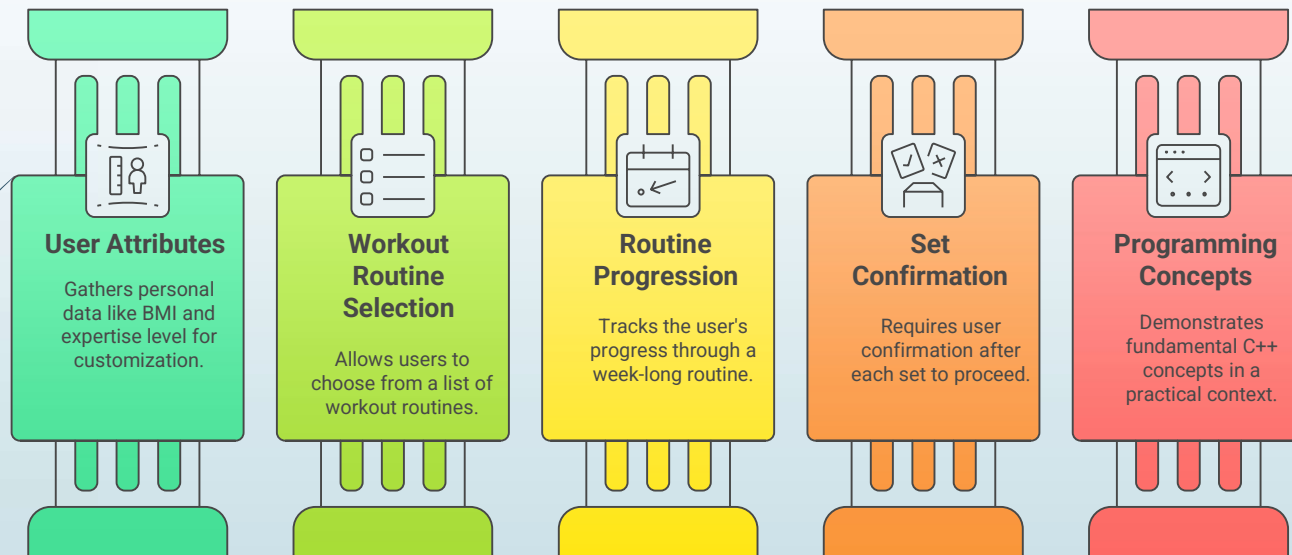 User Attributes
Gathers personal
data like BMI and
expertise level for
customization.
Workout
Routine
Selection
Allows users to
choose from a list of
workout routines.
Routine
Progression
Tracks the user's
progress through a
week-long routine.
Set
Confirmation
Requires user
confirmation after
each set to proceed.
Programming
Concepts
Demonstrates
fundamental C++
concepts in a
practical context.